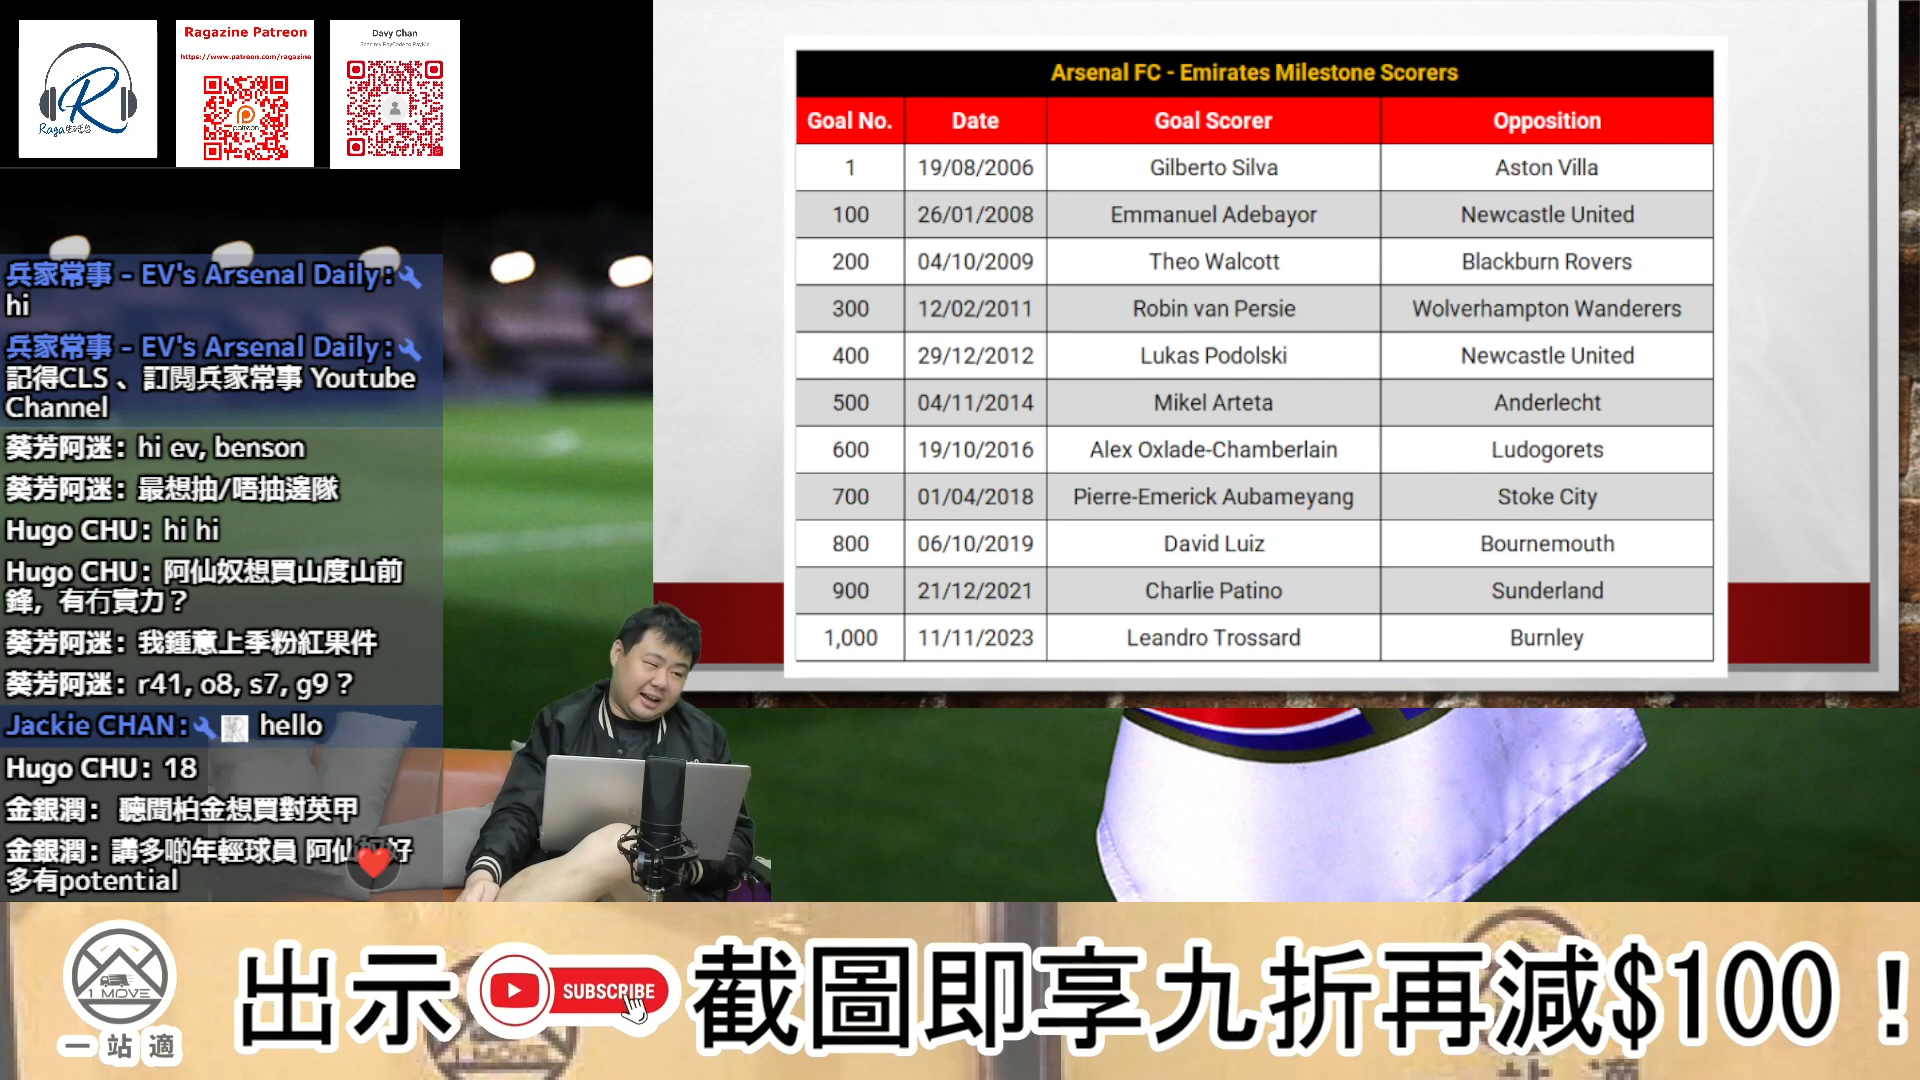 Ragazine Patreon
https://www.patreon.com/ragazine
Davy Chan
R
patreon
Arsenal FC - Emirates Milestone Scorers
Goal No. Date Goal Scorer Opposition
1 19/08/2006 Gilberto Silva Aston Villa
100 26/01/2008 Emmanuel Adebayor Newcastle United
200 04/10/2009 Theo Walcott Blackburn Rovers
300 12/02/2011 Robin van Persie Wolverhampton Wanderers
400 29/12/2012 Lukas Podolski Newcastle United
500 04/11/2014 Mikel Arteta Anderlecht
600 19/10/2016 Alex Oxlade-Chamberlain Ludogorets
700 01/04/2018 Pierre-Emerick Aubameyang Stoke City
800 06/10/2019 David Luiz Bournemouth
900 21/12/2021 Charlie Patino Sunderland
1,000 11/11/2023 Leandro Trossard Burnley
兵家常事 - EV's Arsenal Daily:
hi
兵家常事 - EV's Arsenal Daily:
記得CLS 、訂閱兵家常事 Youtube
Channel
葵芳阿迷: hi ev, benson
葵芳阿迷: 最想抽/唔抽邊隊
Hugo CHU: hi hi
Hugo CHU: 阿仙奴想買山度山前
鋒，有冇實力？
葵芳阿迷: 我鍾意上季粉紅果件
葵芳阿迷: r41, o8, s7, g9？
Jackie CHAN: hello
Hugo CHU: 18
金銀潤: 聽聞柏金想買對英甲
金銀潤: 講多啲年輕球員 阿仙奴好
多有potential
1 MOVE
一站適
出示 SUBSCRIBE 截圖即享九折再減$100！